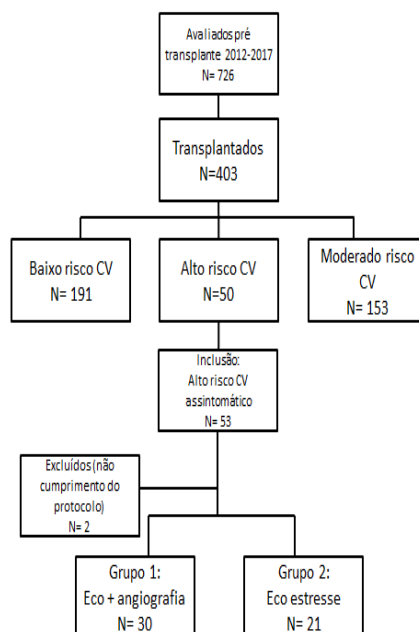 Avaliados pré
transplante 2012-2017
N= 726
Transplantados
N=403
Baixo risco CV
N= 191
Alto risco CV
N=50
Moderado risco
CV
N= 153
Inclusão:
Alto risco CV
assintomático
N= 53
Excluídos (não
cumprimento do
protocolo)
N= 2
Grupo 1:
Eco + angiografia
N= 30
Grupo 2:
Eco estresse
N= 21